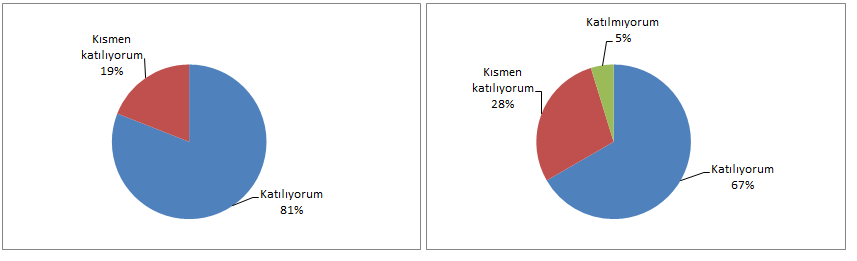 Kısmen
katılıyorum
19%
Katılıyorum
81%
Katılmıyorum
5%
Kısmen
katılıyorum
28%
Katılıyorum
67%